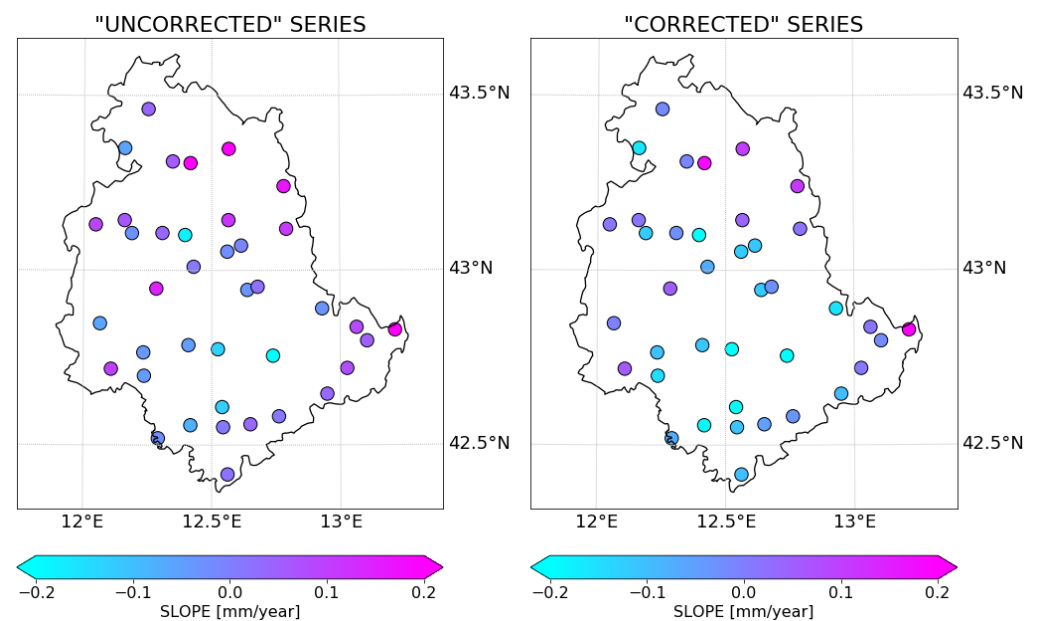 "UNCORRECTED" SERIES
43.5°N
43°N
42.5°N
12°E 12.5°E 13°E
−0.2 −0.1 0.0 0.1 0.2
SLOPE [mm/year]
"CORRECTED" SERIES
43.5°N
43°N
42.5°N
12°E 12.5°E 13°E
−0.2 −0.1 0.0 0.1 0.2
SLOPE [mm/year]